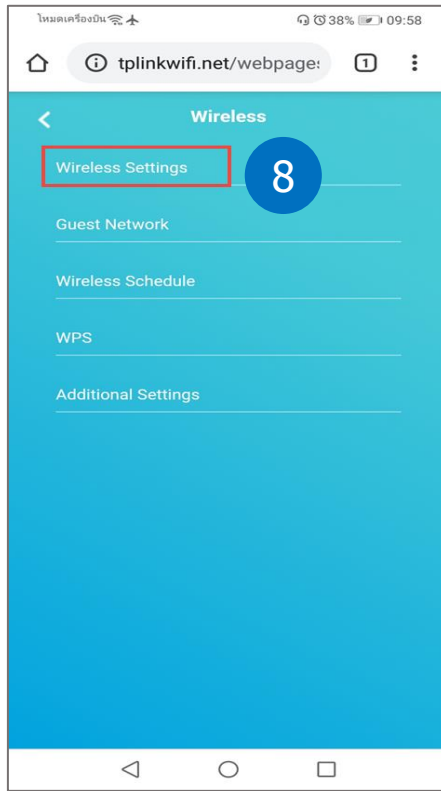 โหมดเครื่องบิน 38% 09:58
tplinkwifi.net/webpage: 1
Wireless
Wireless Settings
8
Guest Network
Wireless Schedule
WPS
Additional Settings